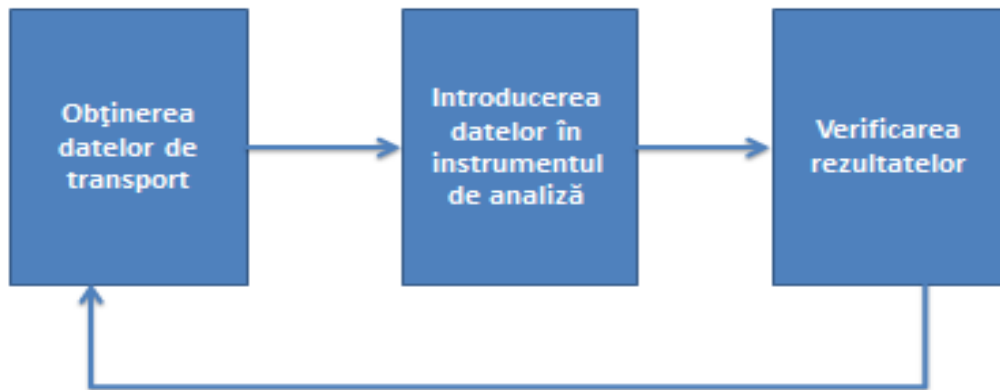 Obţinerea
datelor de
transport
Introducerea
datelor în
instrumentul
de analiză
Verificarea
rezultatelor